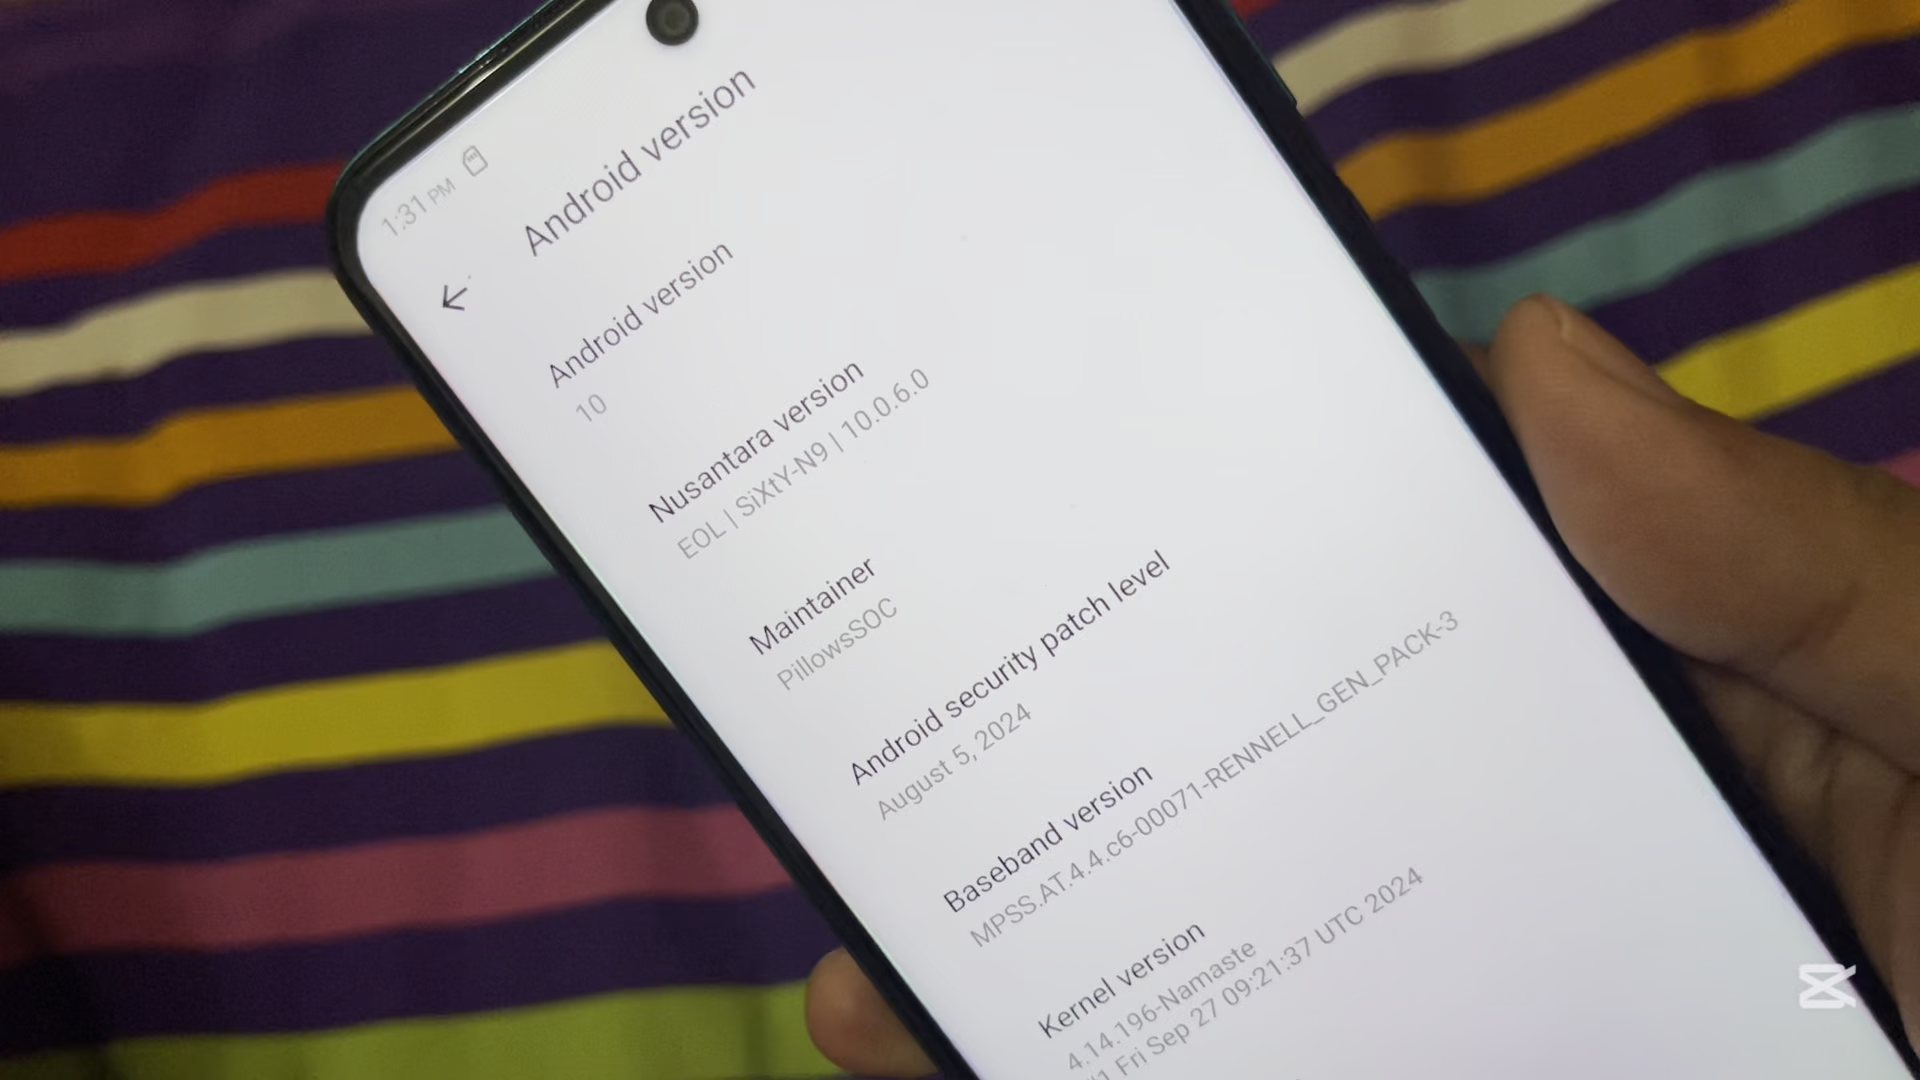 1:31 PM
Android version
Android version
10
Nusantara version
EOL | SiXtY-N9 | 10.0.6.0
Maintainer
PillowsSOC
Android security patch level
August 5, 2024
Baseband version
MPSS.AT.4.4.c6-00071-RENNELL_GEN_PACK-3
Kernel version
4.14.196-Namaste
#1 Fri Sep 27 09:21:37 UTC 2024